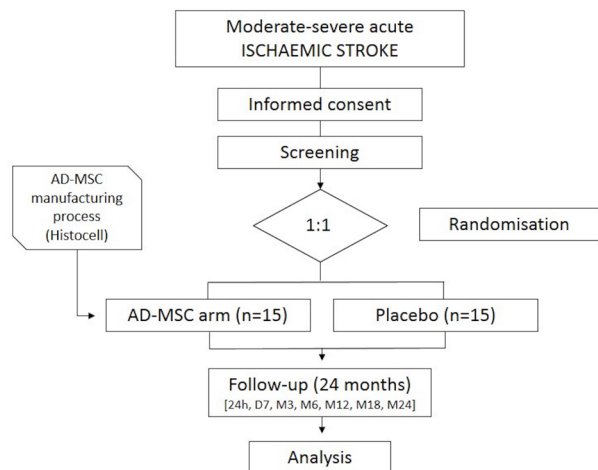 Moderate-severe acute
ISCHAEMIC STROKE
Informed consent
Screening
AD-MSC
manufacturing
process
(Histocell)
1:1
Randomisation
AD-MSC arm (n=15)
Placebo (n=15)
Follow-up (24 months)
[24h, D7, M3, M6, M12, M18, M24]
Analysis